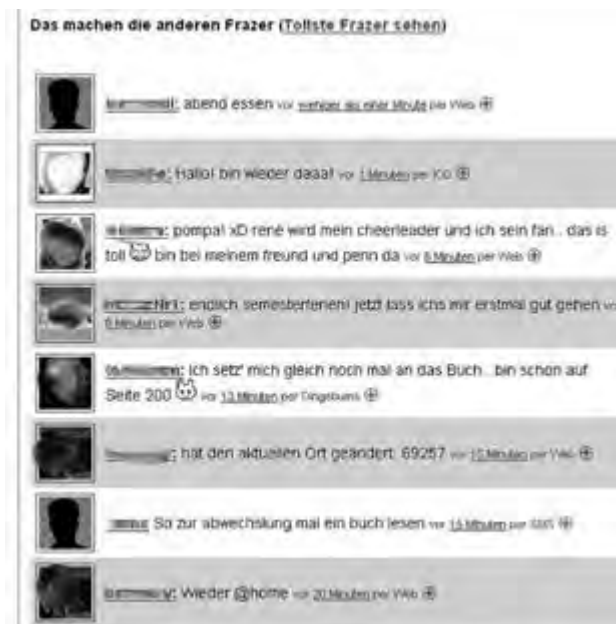 Das machen die anderen Frazer (Tollste Frazer sehen)
abend essen vor weniger als einer Minute per Web
Hallo! bin wieder daaa! vor 1 Minuten per ICQ
pompa! xD rené wird mein cheerleader und ich sein fan.. das is
toll bin bei meinem freund und penn da vor 6 Minuten per Web
endlich semesterferien! jetzt lass ichs mir erstmal gut gehen vor
Minuten per Web
Ich setz' mich gleich noch mal an das Buch.. bin schon auf
Seite 200 vor 13 Minuten per Dingsbums
hat den aktuellen Ort geändert: 69257 vor Minuten per Web
So zur abwechslung mal ein buch lesen vor Minuten per SMS
Wieder @home vor 20 Minuten per Web